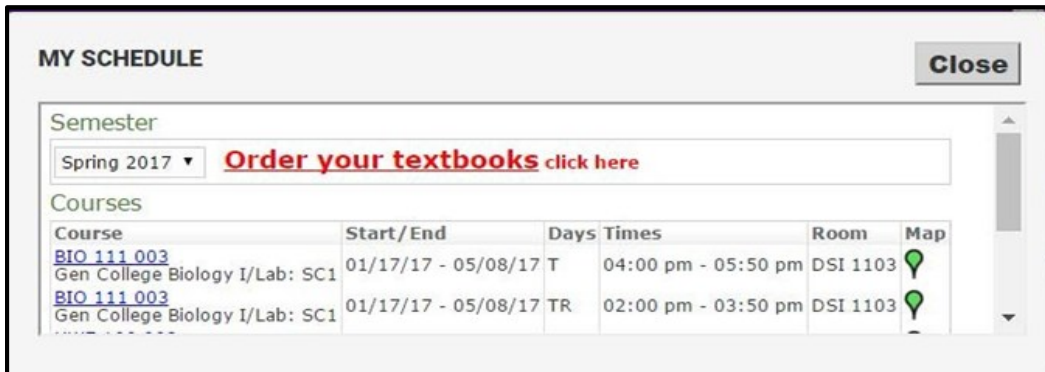 MY SCHEDULE
Close
Semester
Spring 2017 Order your textbooks click here
Courses
Course Start/End Days Times Room Map
BIO 111 003
Gen College Biology I/Lab: SC1 01/17/17 - 05/08/17 T 04:00 pm - 05:50 pm DSI 1103
BIO 111 003
Gen College Biology I/Lab: SC1 01/17/17 - 05/08/17 TR 02:00 pm - 03:50 pm DSI 1103